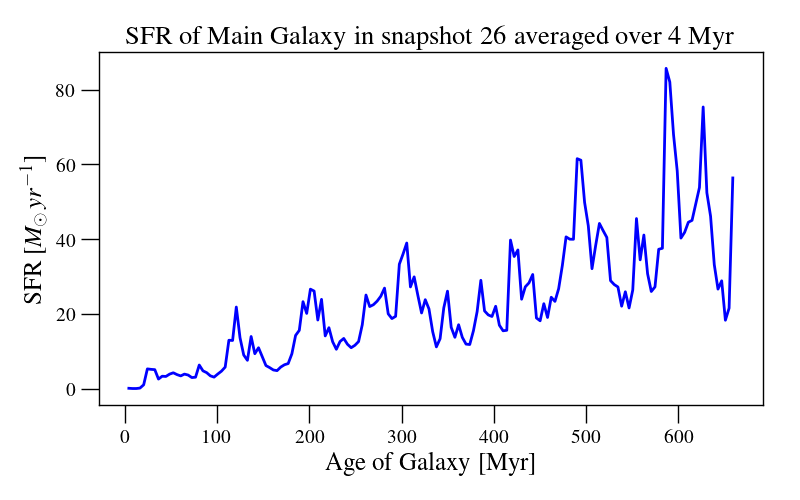 SFR of Main Galaxy in snapshot 26 averaged over 4 Myr
SFR [M⊙ yr⁻¹]
80
60
40
20
0
0 100 200 300 400 500 600
Age of Galaxy [Myr]